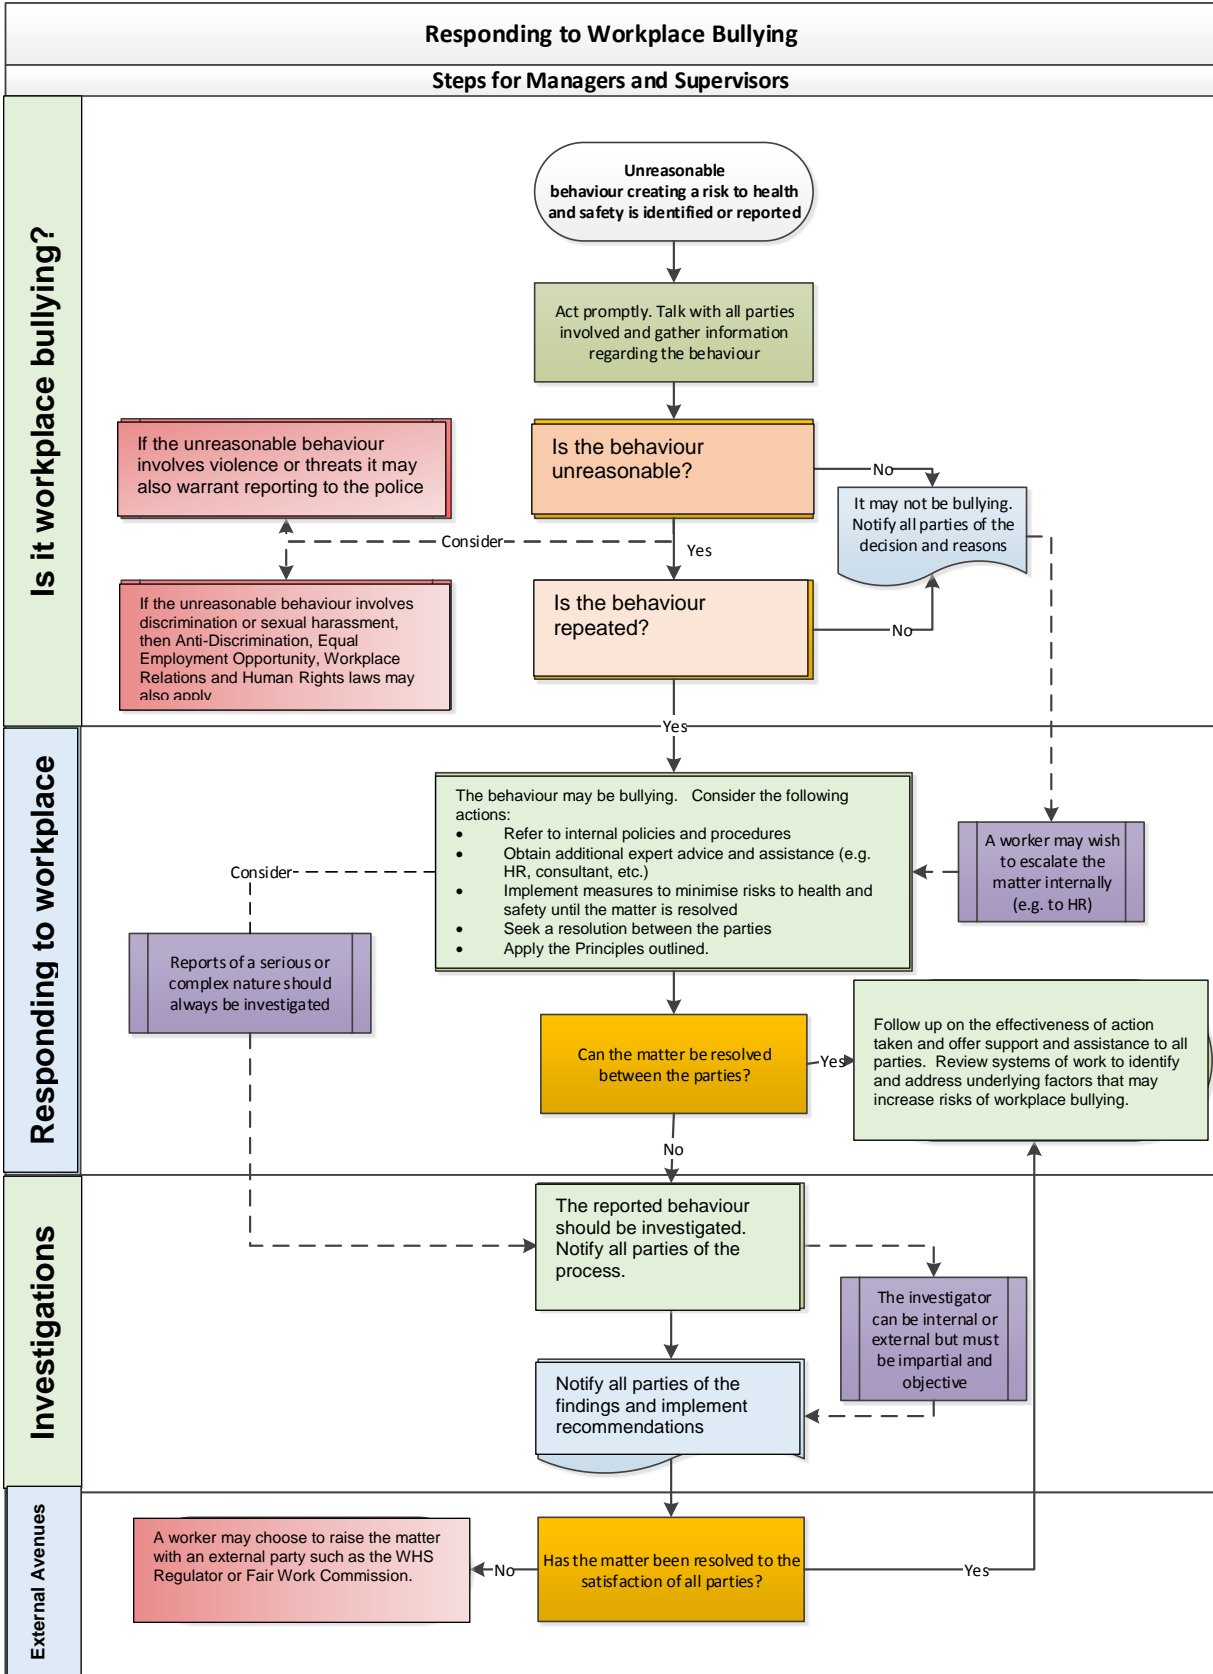 Responding to Workplace Bullying
Steps for Managers and Supervisors
Is it workplace bullying?
Unreasonable
behaviour creating a risk to health
and safety is identified or reported
Act promptly. Talk with all parties
involved and gather information
regarding the behaviour
If the unreasonable behaviour
involves violence or threats it may
also warrant reporting to the police
Is the behaviour
unreasonable?
No
It may not be bullying.
Notify all parties of the
decision and reasons
Consider
Yes
If the unreasonable behaviour involves
discrimination or sexual harassment,
then Anti-Discrimination, Equal
Employment Opportunity, Workplace
Relations and Human Rights laws may
also apply
Is the behaviour
repeated?
No
Yes
Responding to workplace
The behaviour may be bullying. Consider the following
actions:
• Refer to internal policies and procedures
• Obtain additional expert advice and assistance (e.g.
HR, consultant, etc.)
• Implement measures to minimise risks to health and
safety until the matter is resolved
• Seek a resolution between the parties
• Apply the Principles outlined.
A worker may wish
to escalate the
matter internally
(e.g. to HR)
Consider
Reports of a serious or
complex nature should
always be investigated
Can the matter be resolved
between the parties?
Yes
Follow up on the effectiveness of action
taken and offer support and assistance to all
parties. Review systems of work to identify
and address underlying factors that may
increase risks of workplace bullying.
No
Investigations
The reported behaviour
should be investigated.
Notify all parties of the
process.
The investigator
can be internal or
external but must
be impartial and
objective
Notify all parties of the
findings and implement
recommendations
External Avenues
A worker may choose to raise the matter
with an external party such as the WHS
Regulator or Fair Work Commission.
No
Has the matter been resolved to the
satisfaction of all parties?
Yes